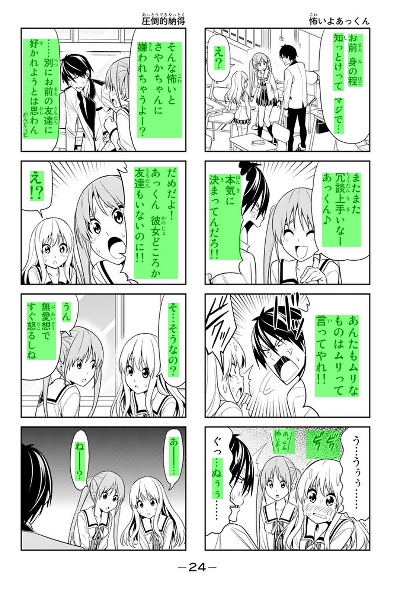 怖いよあっくん
お前 身の程
知っとけって マジで…
え？
またまた
冗談上手いなー
あっくん♪
本気に
決まってんだろ!!
あんたもムリな
ものはムリって
言ってやれ!!
う…うぅぅ…
ぐっ…ぬぅぅ…
圧倒的納得
そんな怖いと
さやかちゃんに
嫌われちゃうよー？
……別にお前の友達に
好かれようとは思わん
だめだよ！
あっくん 彼女どころか
友達もいないのに!!
え!?
そ…そうなの？
うん
無愛想で
すぐ怒るしね
あー……
ねー？
－24－